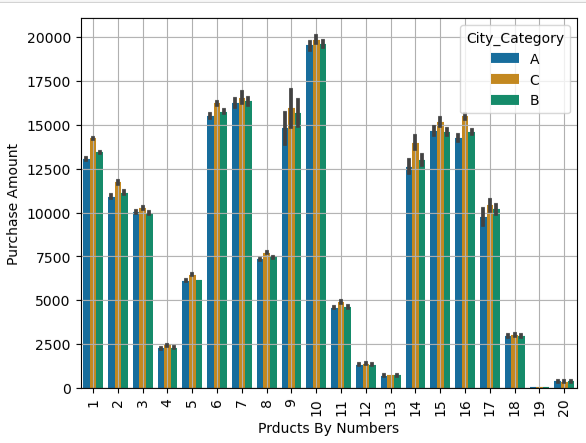 20000
17500
15000
12500
10000
7500
5000
2500
0
Purchase Amount
City_Category
A
C
B
1 2 3 4 5 6 7 8 9 10 11 12 13 14 15 16 17 18 19 20
Prducts By Numbers